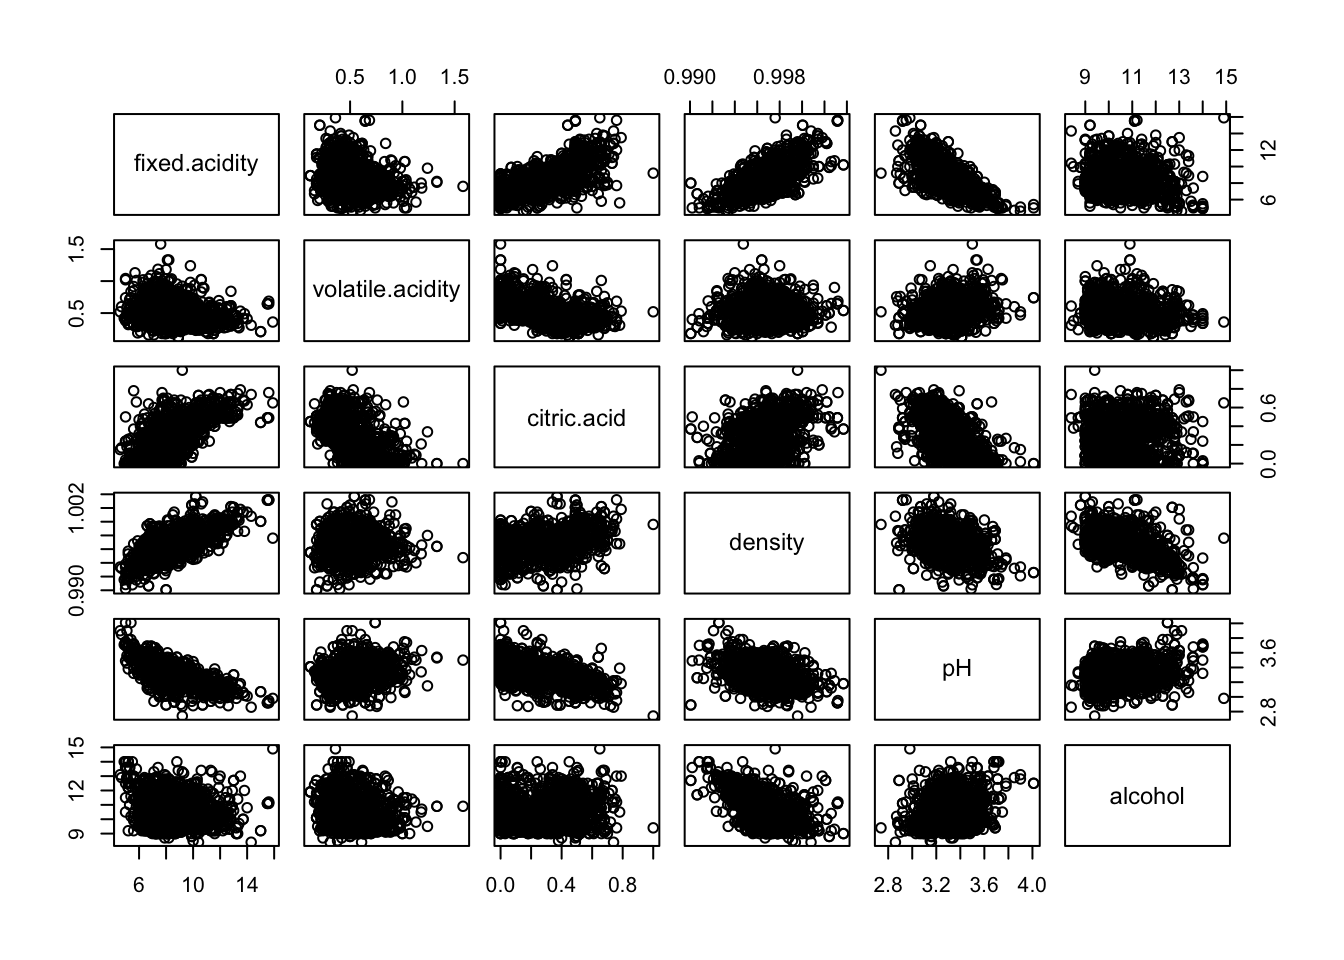 0.5 1.0 1.5 0.990 0.998 9 11 13 15
fixed.acidity
6 12
0.5 1.5
volatile.acidity
citric.acid
0.0 0.6
0.990 1.002
density
pH
2.8 3.6
9 12 15
alcohol
6 10 14 0.0 0.4 0.8 2.8 3.2 3.6 4.0